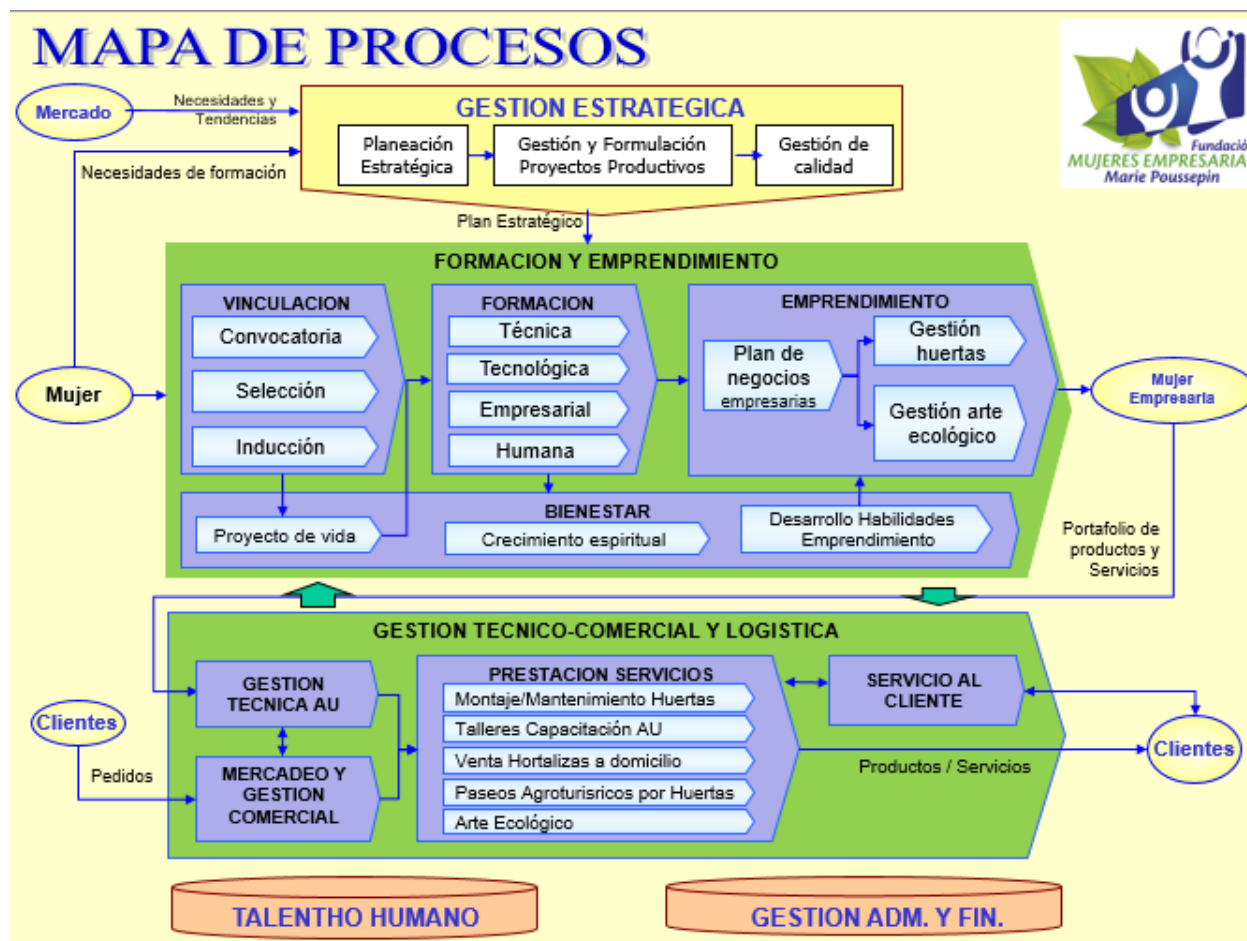 MAPA DE PROCESOS
Mercado
Necesidades y
Tendencias
Necesidades de formación
GESTION ESTRATEGICA
Planeación
Estratégica
Gestión y Formulación
Proyectos Productivos
Gestión de
calidad
Fundació
MUJERES EMPRESARIA
Marie Poussepin
Plan Estratégico
FORMACION Y EMPRENDIMIENTO
Mujer
VINCULACION
Convocatoria
Selección
Inducción
FORMACION
Técnica
Tecnológica
Empresarial
Humana
EMPRENDIMIENTO
Plan de
negocios
empresarias
Gestión
huertas
Gestión arte
ecológico
Mujer
Empresaria
BIENESTAR
Proyecto de vida
Crecimiento espiritual
Desarrollo Habilidades
Emprendimiento
Portafolio de
productos y
Servicios
GESTION TECNICO-COMERCIAL Y LOGISTICA
Clientes
Pedidos
GESTION
TECNICA AU
MERCADEO Y
GESTION
COMERCIAL
PRESTACION SERVICIOS
Montaje/Mantenimiento Huertas
Talleres Capacitación AU
Venta Hortalizas a domicilio
Paseos Agroturisricos por Huertas
Arte Ecológico
SERVICIO AL
CLIENTE
Productos / Servicios
Clientes
TALENTHO HUMANO
GESTION ADM. Y FIN.